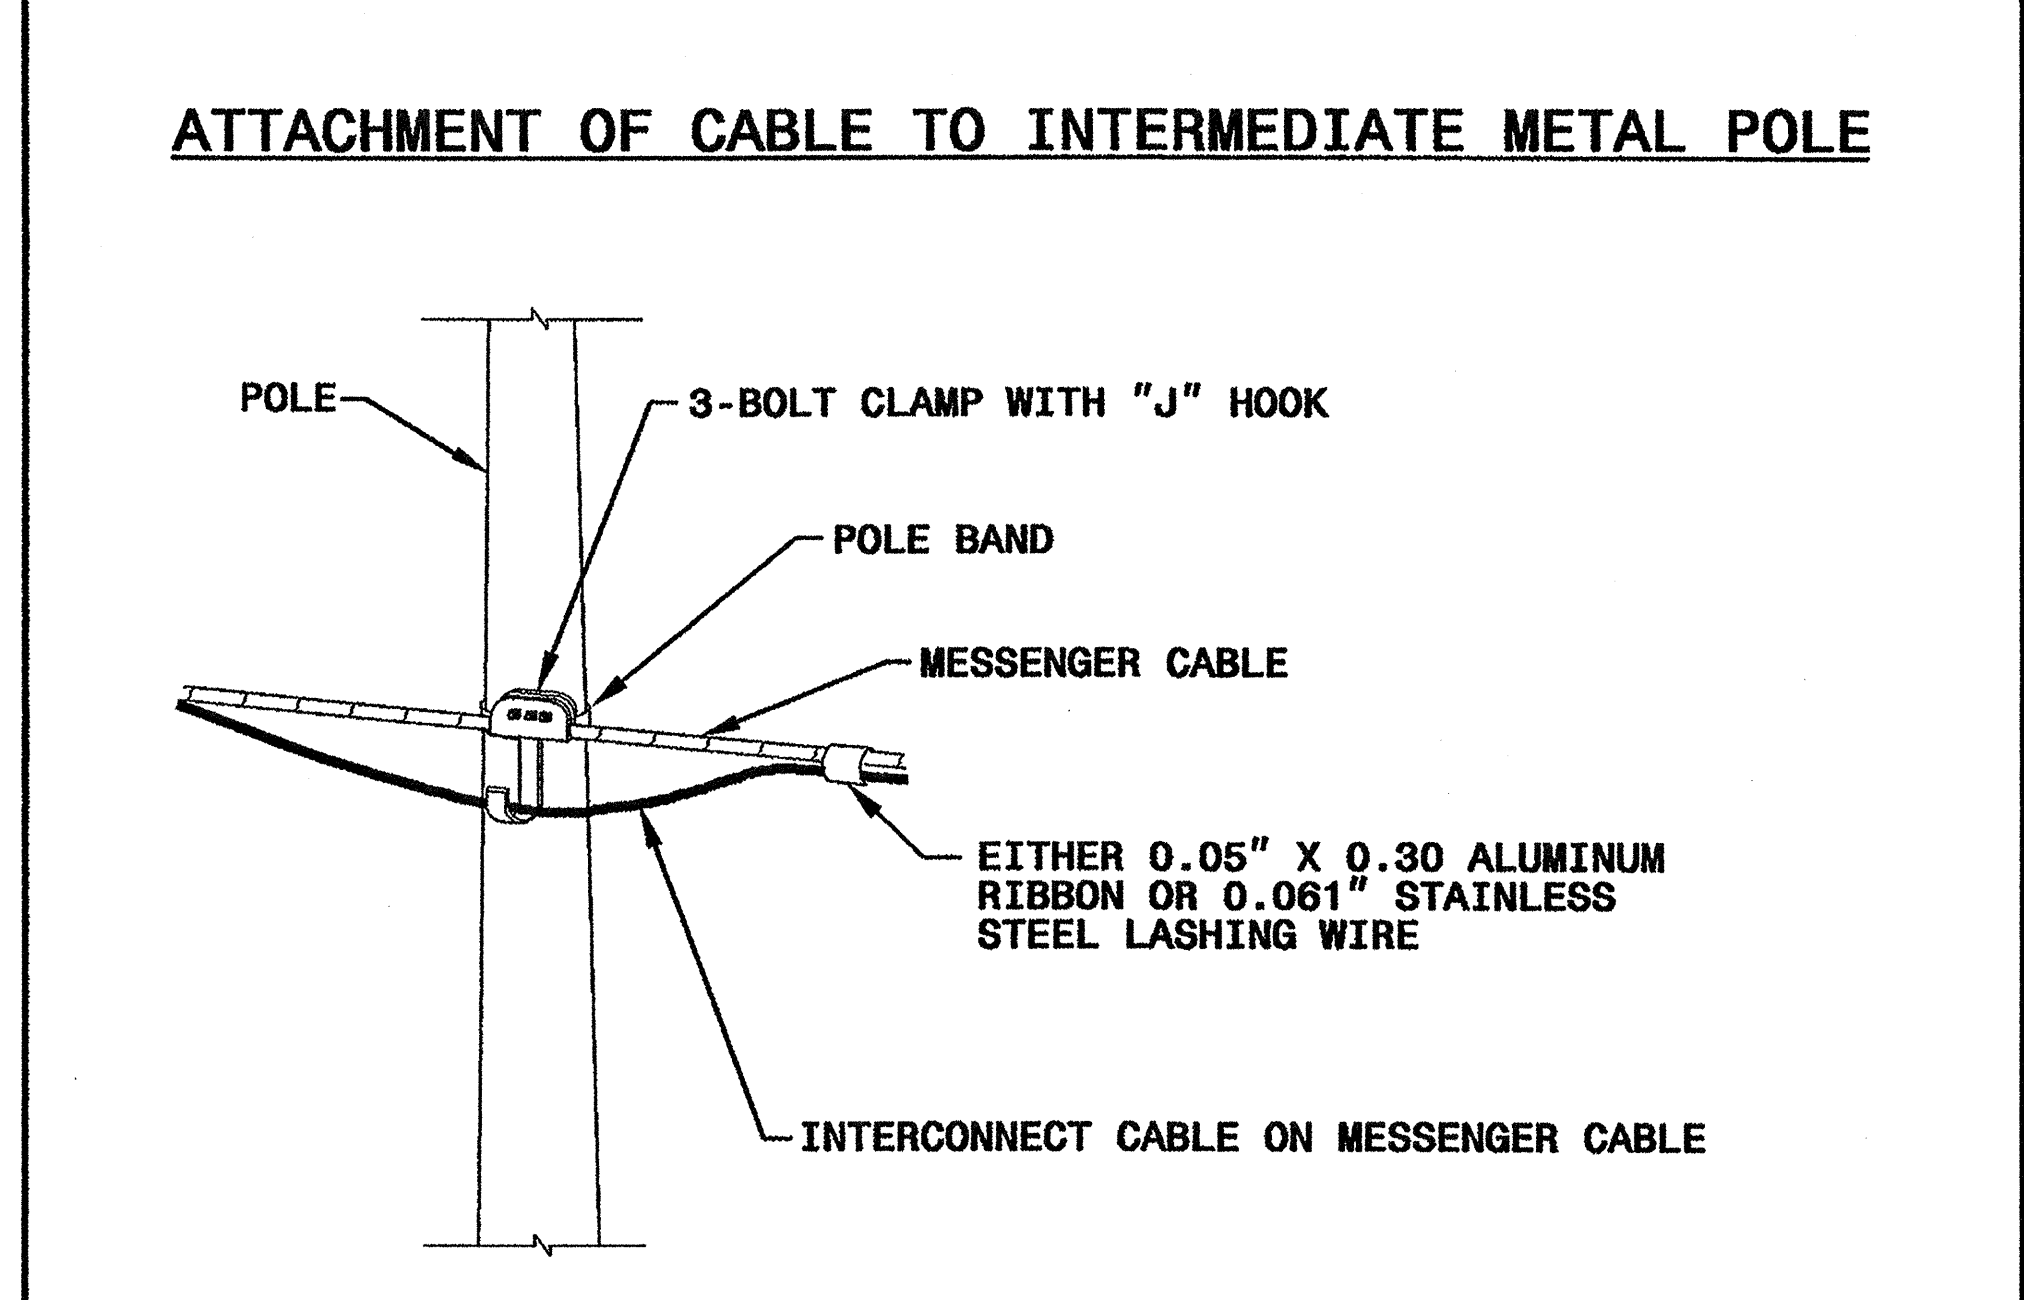 ATTACHMENT OF CABLE TO INTERMEDIATE METAL POLE
POLE
3-BOLT CLAMP WITH "J" HOOK
POLE BAND
MESSENGER CABLE
EITHER 0.05" X 0.30 ALUMINUM
RIBBON OR 0.061" STAINLESS
STEEL LASHING WIRE
INTERCONNECT CABLE ON MESSENGER CABLE